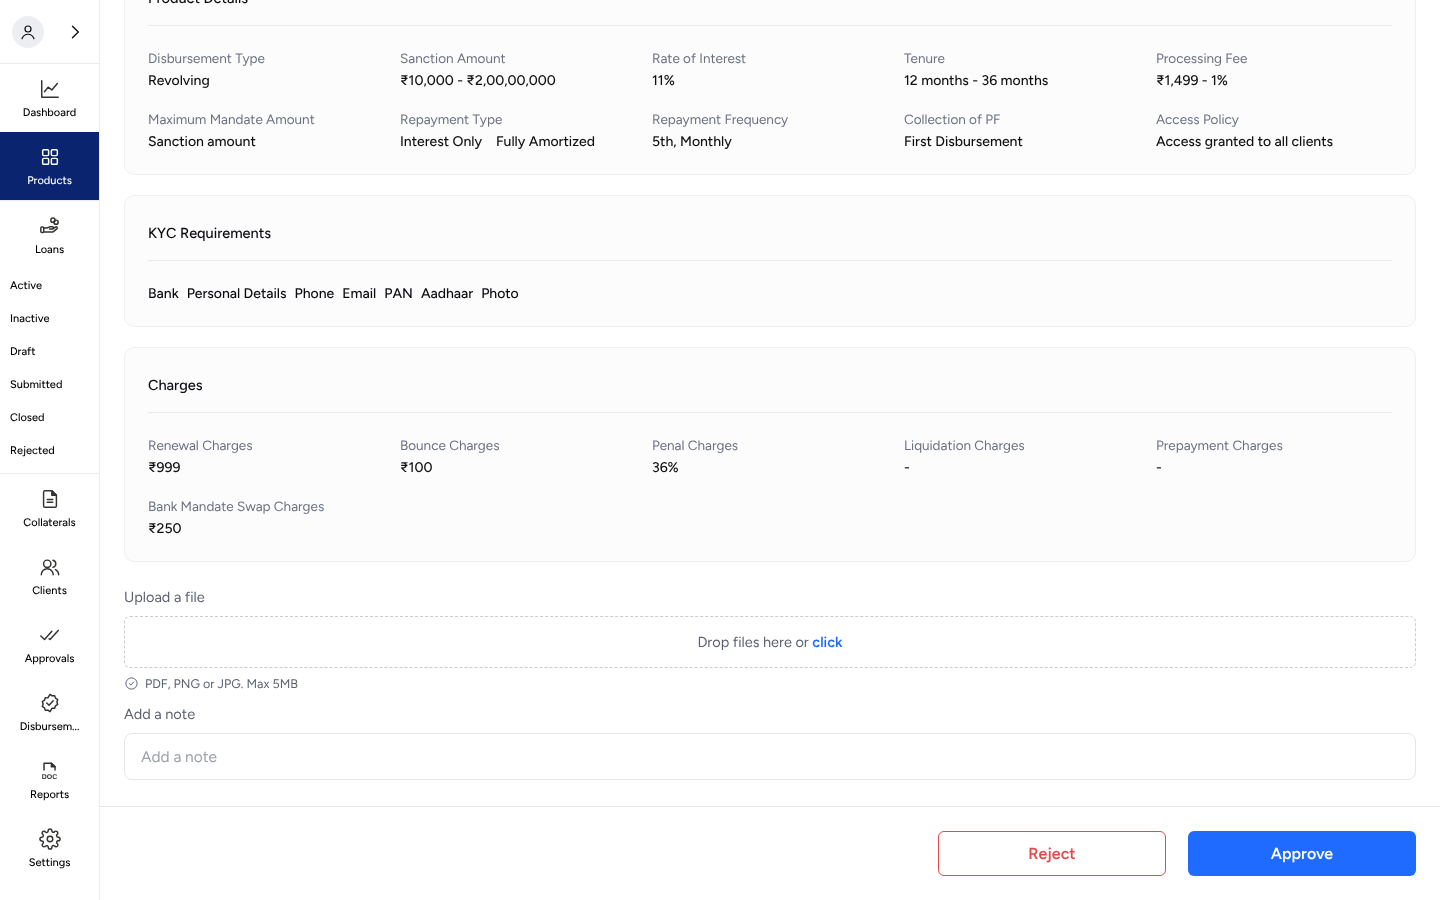 Product Details
Disbursement Type
Revolving
Sanction Amount
₹10,000 - ₹2,00,00,000
Rate of Interest
11%
Tenure
12 months - 36 months
Processing Fee
₹1,499 - 1%
Maximum Mandate Amount
Sanction amount
Repayment Type
Interest Only Fully Amortized
Repayment Frequency
5th, Monthly
Collection of PF
First Disbursement
Access Policy
Access granted to all clients
KYC Requirements
Bank Personal Details Phone Email PAN Aadhaar Photo
Charges
Renewal Charges
₹999
Bounce Charges
₹100
Penal Charges
36%
Liquidation Charges
-
Prepayment Charges
-
Bank Mandate Swap Charges
₹250
Upload a file
Drop files here or click
PDF, PNG or JPG. Max 5MB
Add a note
Add a note
Reject
Approve
Dashboard
Products
Loans
Active
Inactive
Draft
Submitted
Closed
Rejected
Collaterals
Clients
Approvals
Disbursem...
DOC
Reports
Settings